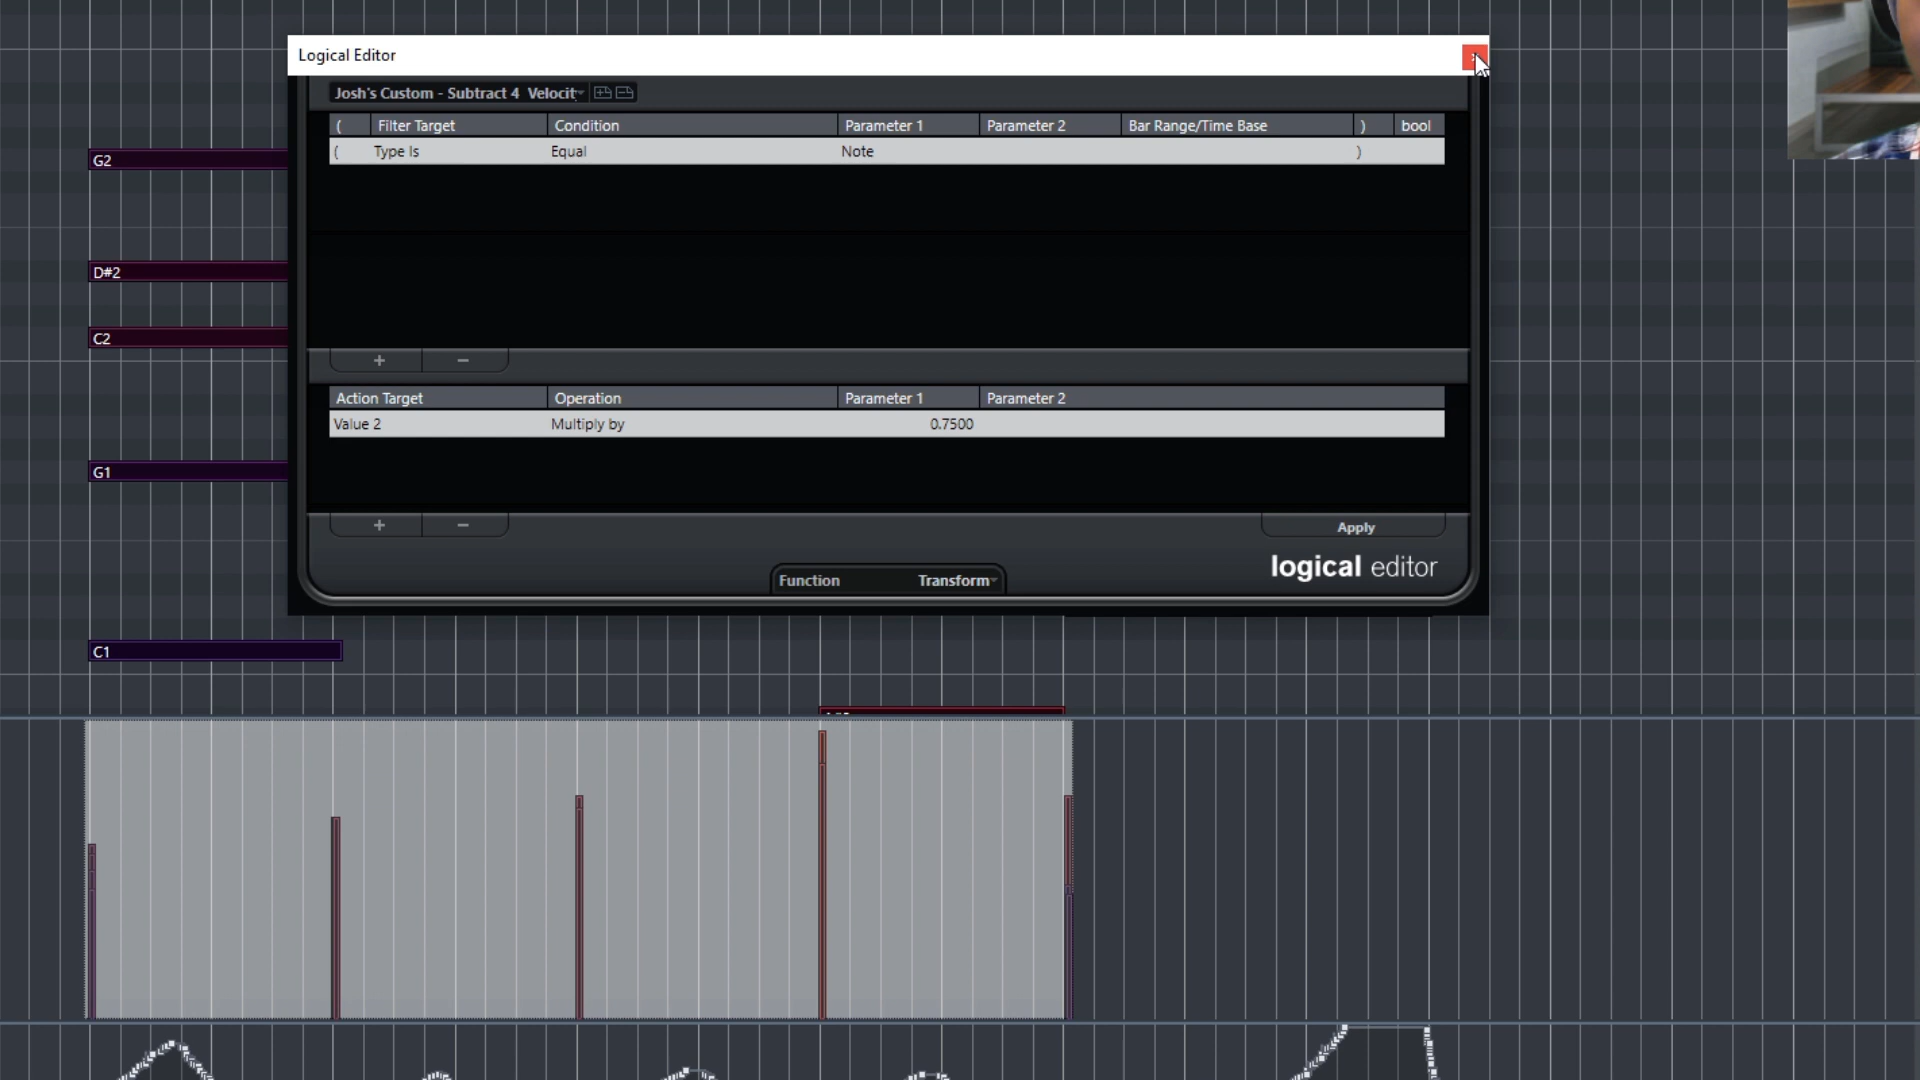 Logical Editor
Josh's Custom - Subtract 4 Velocit
( Filter Target Condition Parameter 1 Parameter 2 Bar Range/Time Base ) bool
( Type Is Equal Note )
G2
D#2
C2
+ −
Action Target Operation Parameter 1 Parameter 2
Value 2 Multiply by 0.7500
G1
+ − Apply
logical editor
Function Transform
C1